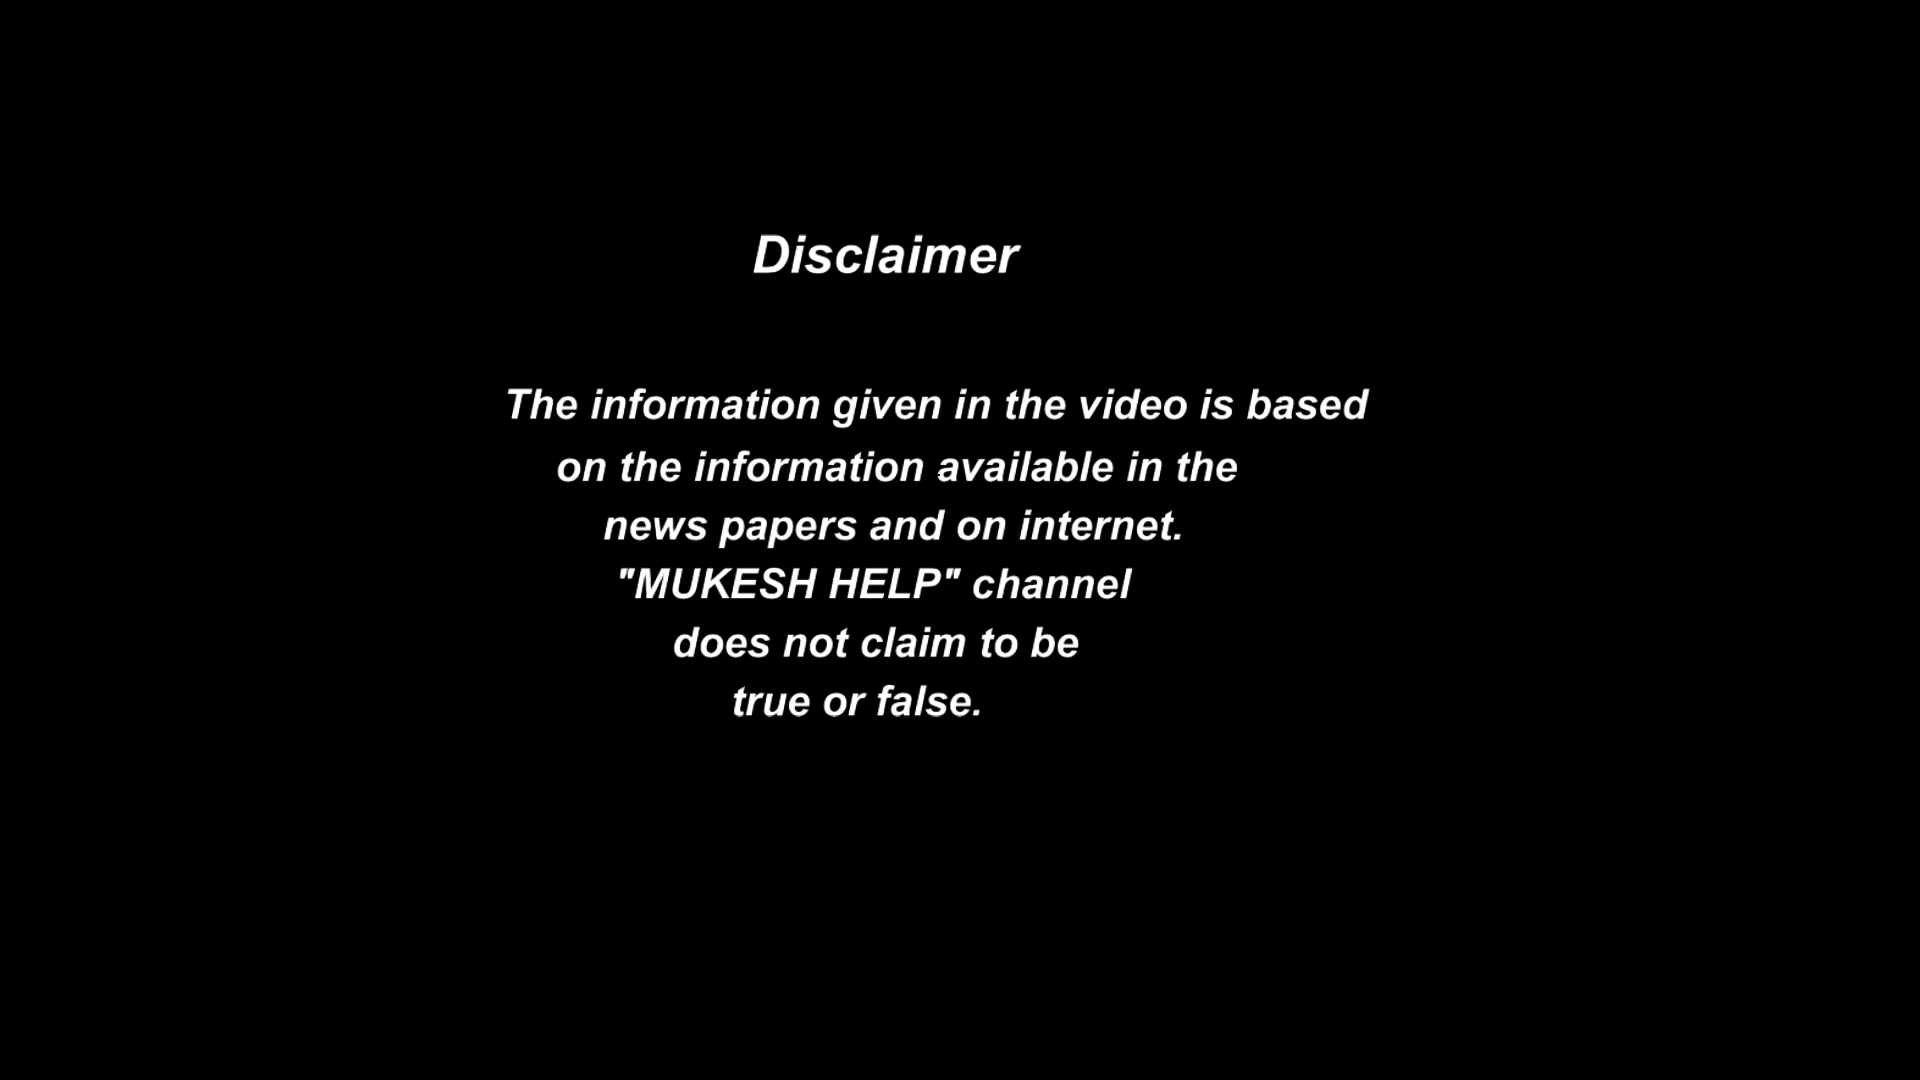 Disclaimer
The information given in the video is based
on the information available in the
news papers and on internet.
"MUKESH HELP" channel
does not claim to be
true or false.